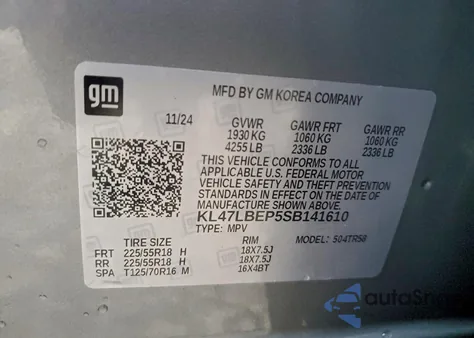 gm
MFD BY GM KOREA COMPANY
11/24 GVWR GAWR FRT GAWR RR
1930 KG 1060 KG 1060 KG
4255 LB 2336 LB 2336 LB
THIS VEHICLE CONFORMS TO ALL
APPLICABLE U.S. FEDERAL MOTOR
VEHICLE SAFETY AND THEFT PREVENTION
STANDARDS IN EFFECT ON THE DATE OF
MANUFACTURE SHOWN ABOVE.
KL47LBEP5SB141610
TYPE: MPV MODEL: 504TR58
TIRE SIZE RIM
FRT 225/55R18 H 18X7.5J
RR 225/55R18 H 18X7.5J
SPA T125/70R16 M 16X4BT